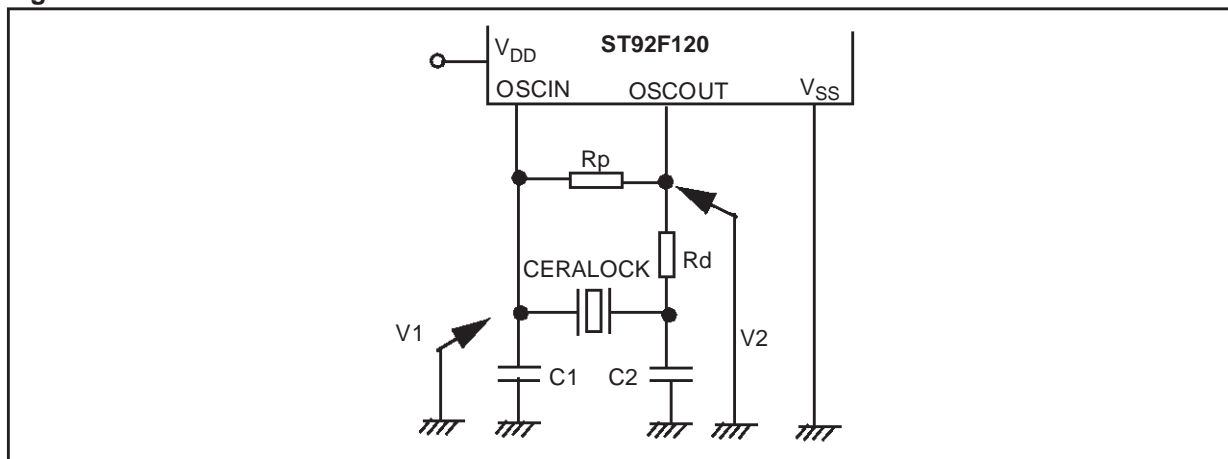 ST92F120
VDD
OSCIN
OSCOUT
VSS
Rp
Rd
CERALOCK
V1
V2
C1
C2